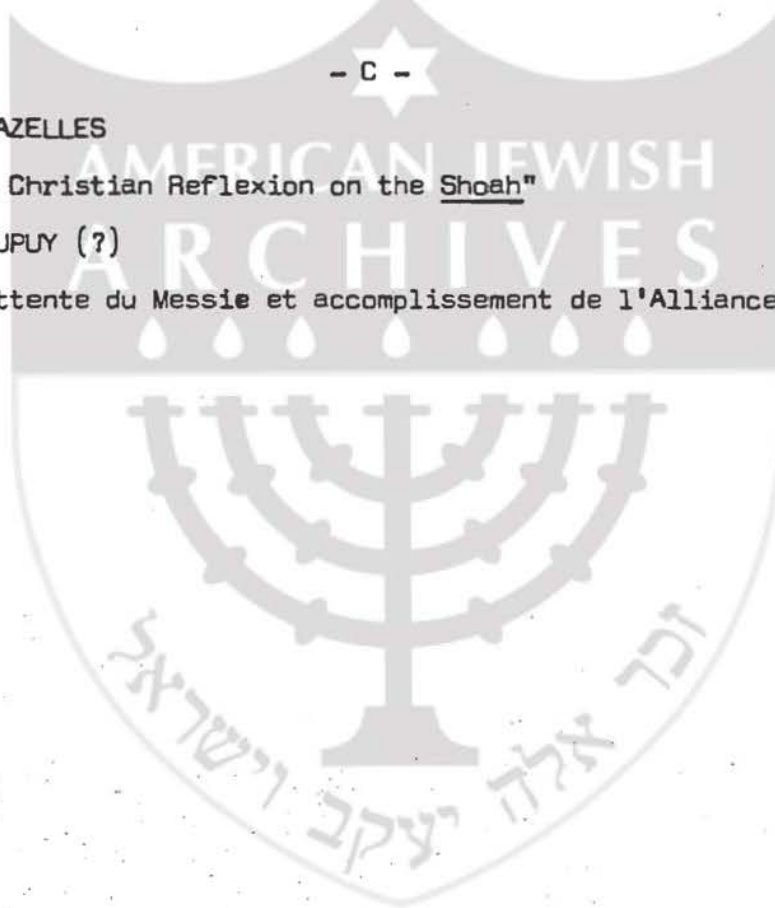 - C -
AZELLES
AMERICAN JEWISH
Christian Reflexion on the Shoah"
ARCHIVES
UPUY (?)
ttente du Messie et accomplissement de l'Alliance
זכר אלה יעקב וישראל